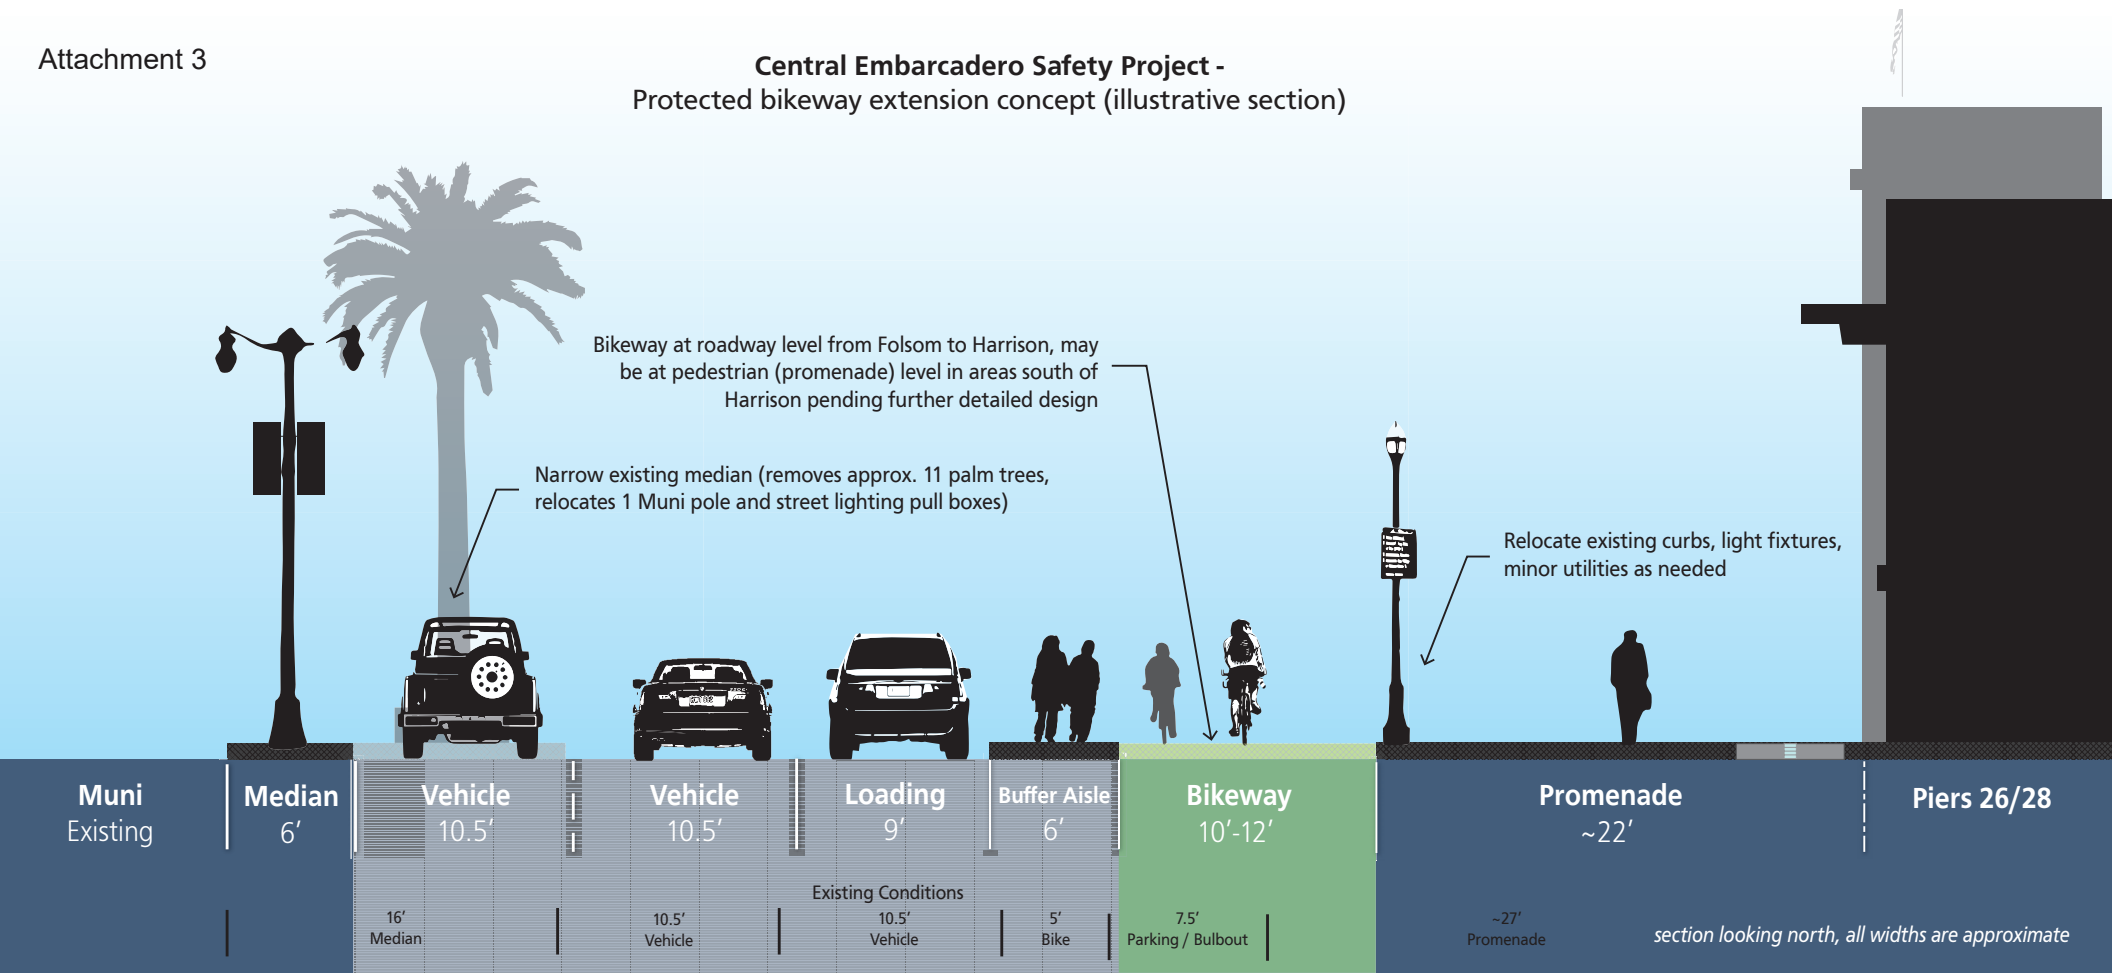 Attachment 3
Central Embarcadero Safety Project -
Protected bikeway extension concept (illustrative section)
Bikeway at roadway level from Folsom to Harrison, may
be at pedestrian (promenade) level in areas south of
Harrison pending further detailed design
Narrow existing median (removes approx. 11 palm trees,
relocates 1 Muni pole and street lighting pull boxes)
Relocate existing curbs, light fixtures,
minor utilities as needed
Muni
Existing
Median
6’
Vehicle
10.5’
Vehicle
10.5’
Loading
9’
Buffer Aisle
6’
Bikeway
10’-12’
Promenade
~22’
Piers 26/28
Existing Conditions
16’
Median
10.5’
Vehicle
10.5’
Vehicle
5’
Bike
7.5’
Parking / Bulbout
~27’
Promenade
section looking north, all widths are approximate